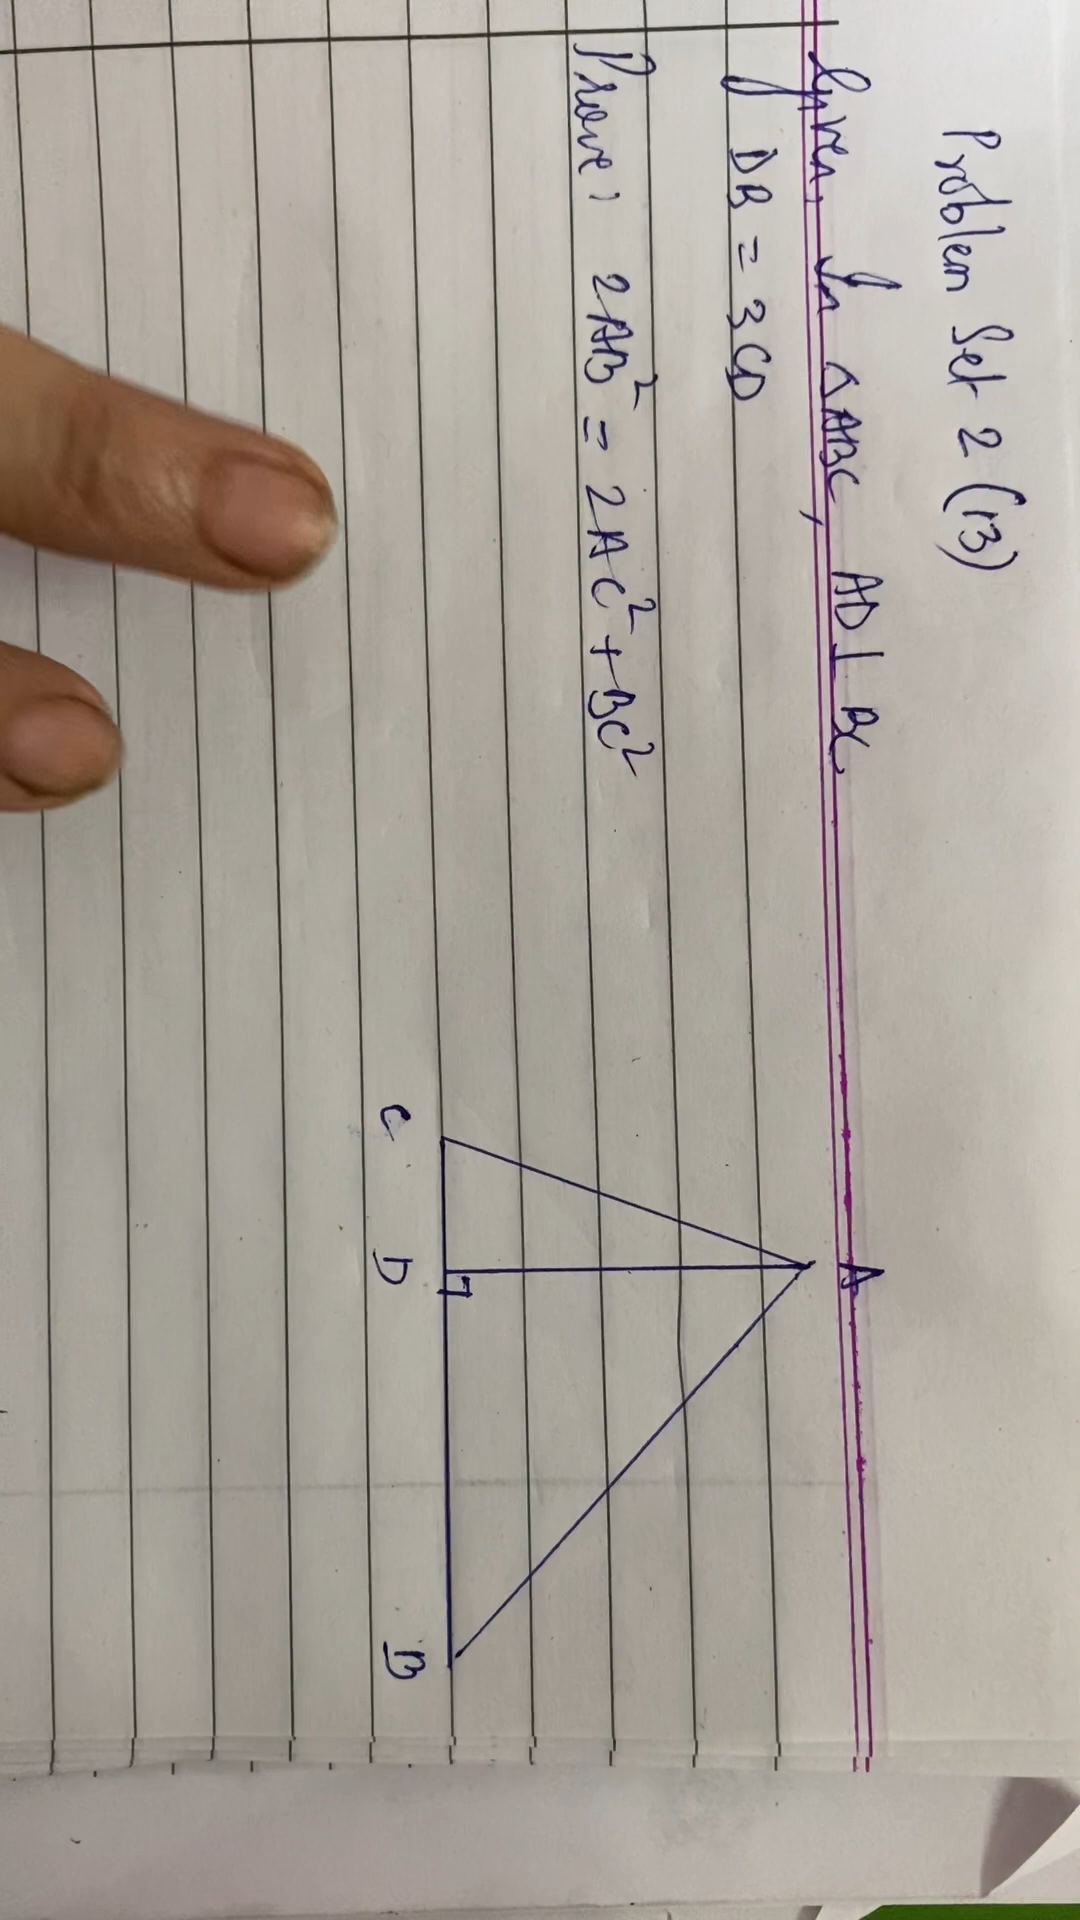 Problem Set 2 (13)
Given: In △ABC, AD ⊥ BC
DB = 3CD
Prove: 2AB² = 2AC² + BC²
A
C D B